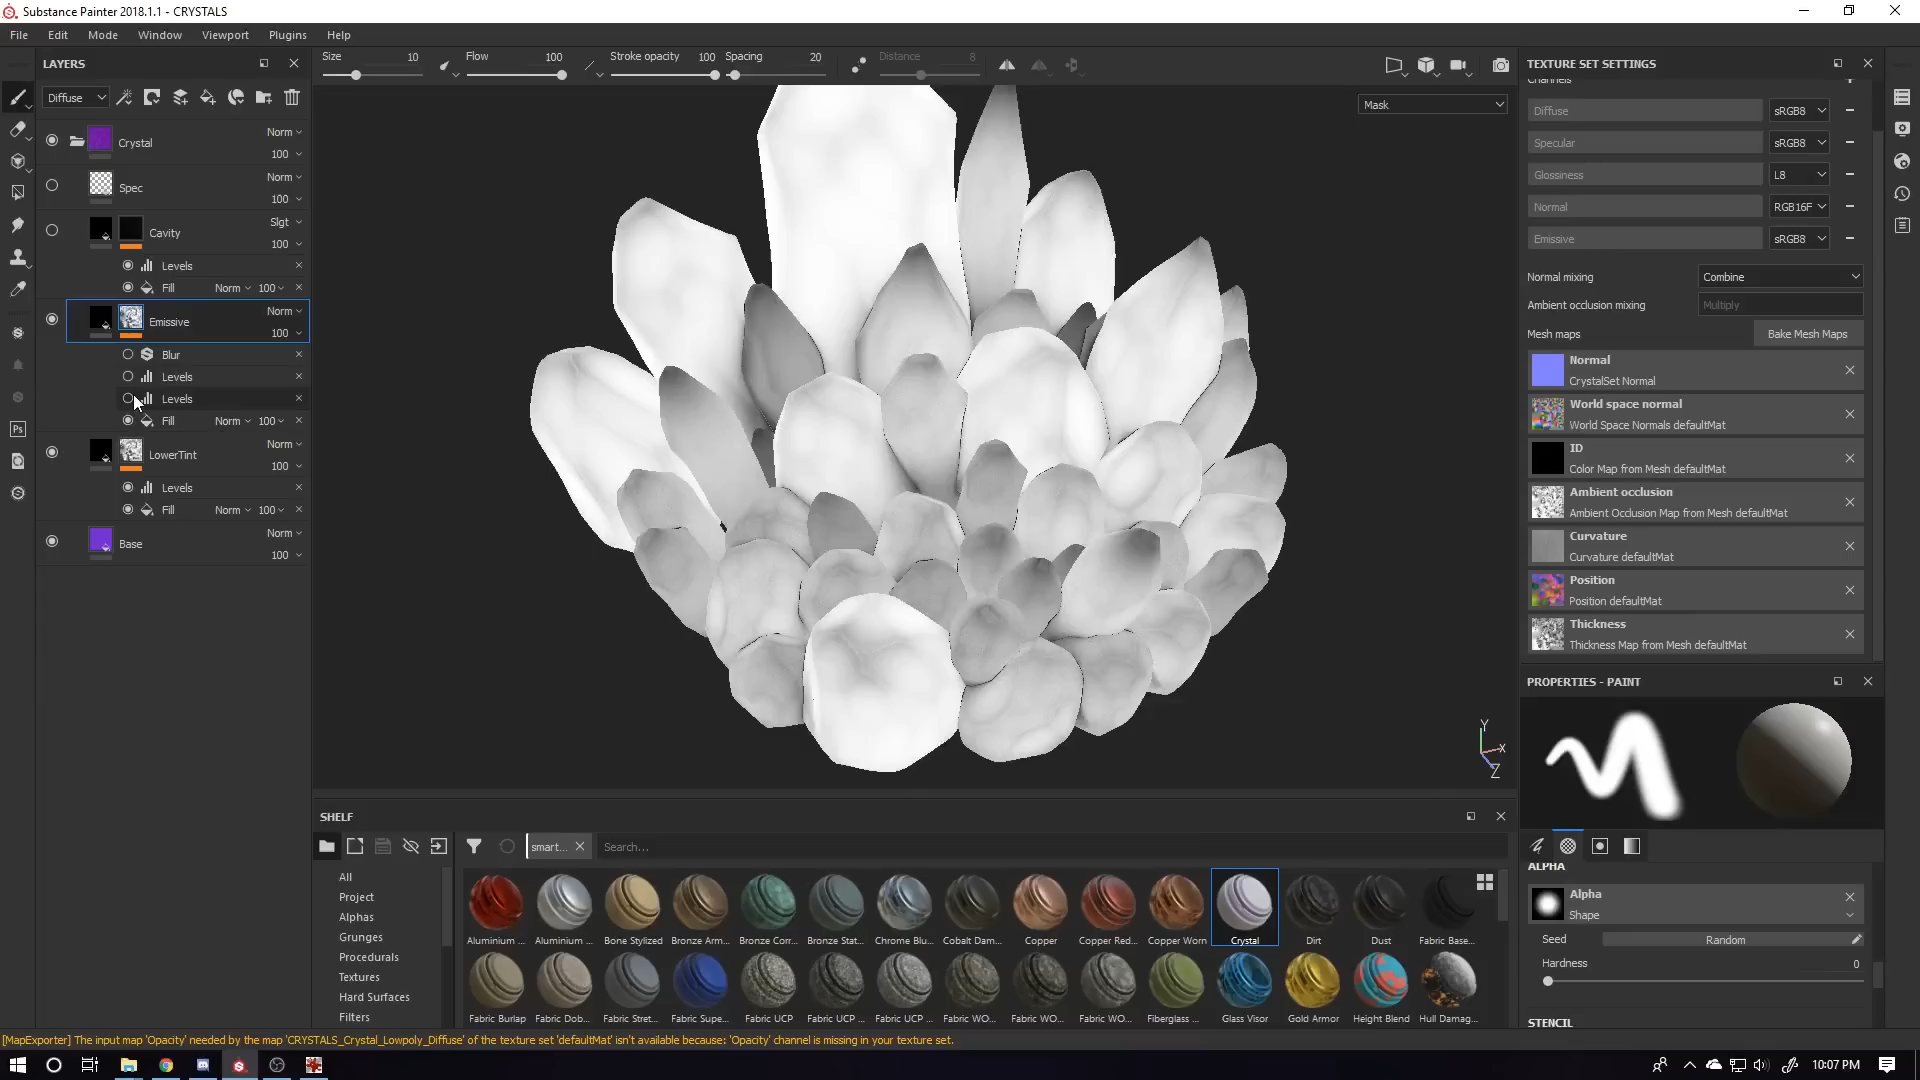 Substance Painter 2018.1.1 - CRYSTALS
File Edit Mode Window Viewport Plugins Help
LAYERS
Size 10
Flow 100
Stroke opacity 100
Spacing 20
Distance 8
Diffuse
Mask
Crystal Norm
100
Spec Norm
100
Cavity Slgt
100
Levels
Fill Norm 100
Emissive Norm
100
Blur
Levels
Levels
Fill Norm 100
LowerTint Norm
100
Levels
Fill Norm 100
Base Norm
100
Y
X
Z
TEXTURE SET SETTINGS
Channels
Diffuse sRGB8
Specular sRGB8
Glossiness L8
Normal RGB16F
Emissive sRGB8
Normal mixing Combine
Ambient occlusion mixing Multiply
Mesh maps Bake Mesh Maps
Normal
CrystalSet Normal
World space normal
World Space Normals defaultMat
ID
Color Map from Mesh defaultMat
Ambient occlusion
Ambient Occlusion Map from Mesh defaultMat
Curvature
Curvature defaultMat
Position
Position defaultMat
Thickness
Thickness Map from Mesh defaultMat
PROPERTIES - PAINT
ALPHA
Alpha
Shape
Seed Random
Hardness 0
STENCIL
SHELF
smart...
Search...
All
Project
Alphas
Grunges
Procedurals
Textures
Hard Surfaces
Filters
Aluminium ... Aluminium ... Bone Stylized Bronze Arm... Bronze Corr... Bronze Stat... Chrome Blu... Cobalt Dam... Copper Copper Red... Copper Worn Crystal Dirt Dust Fabric Base...
Fabric Burlap Fabric Dob... Fabric Stret... Fabric Supe... Fabric UCP Fabric UCP ... Fabric UCP ... Fabric WO... Fabric WO... Fabric WO... Fiberglass ... Glass Visor Gold Armor Height Blend Hull Damag...
[MapExporter] The input map 'Opacity' needed by the map 'CRYSTALS_Crystal_Lowpoly_Diffuse' of the texture set 'defaultMat' isn't available because: 'Opacity' channel is missing in your texture set.
Ps
10:07 PM